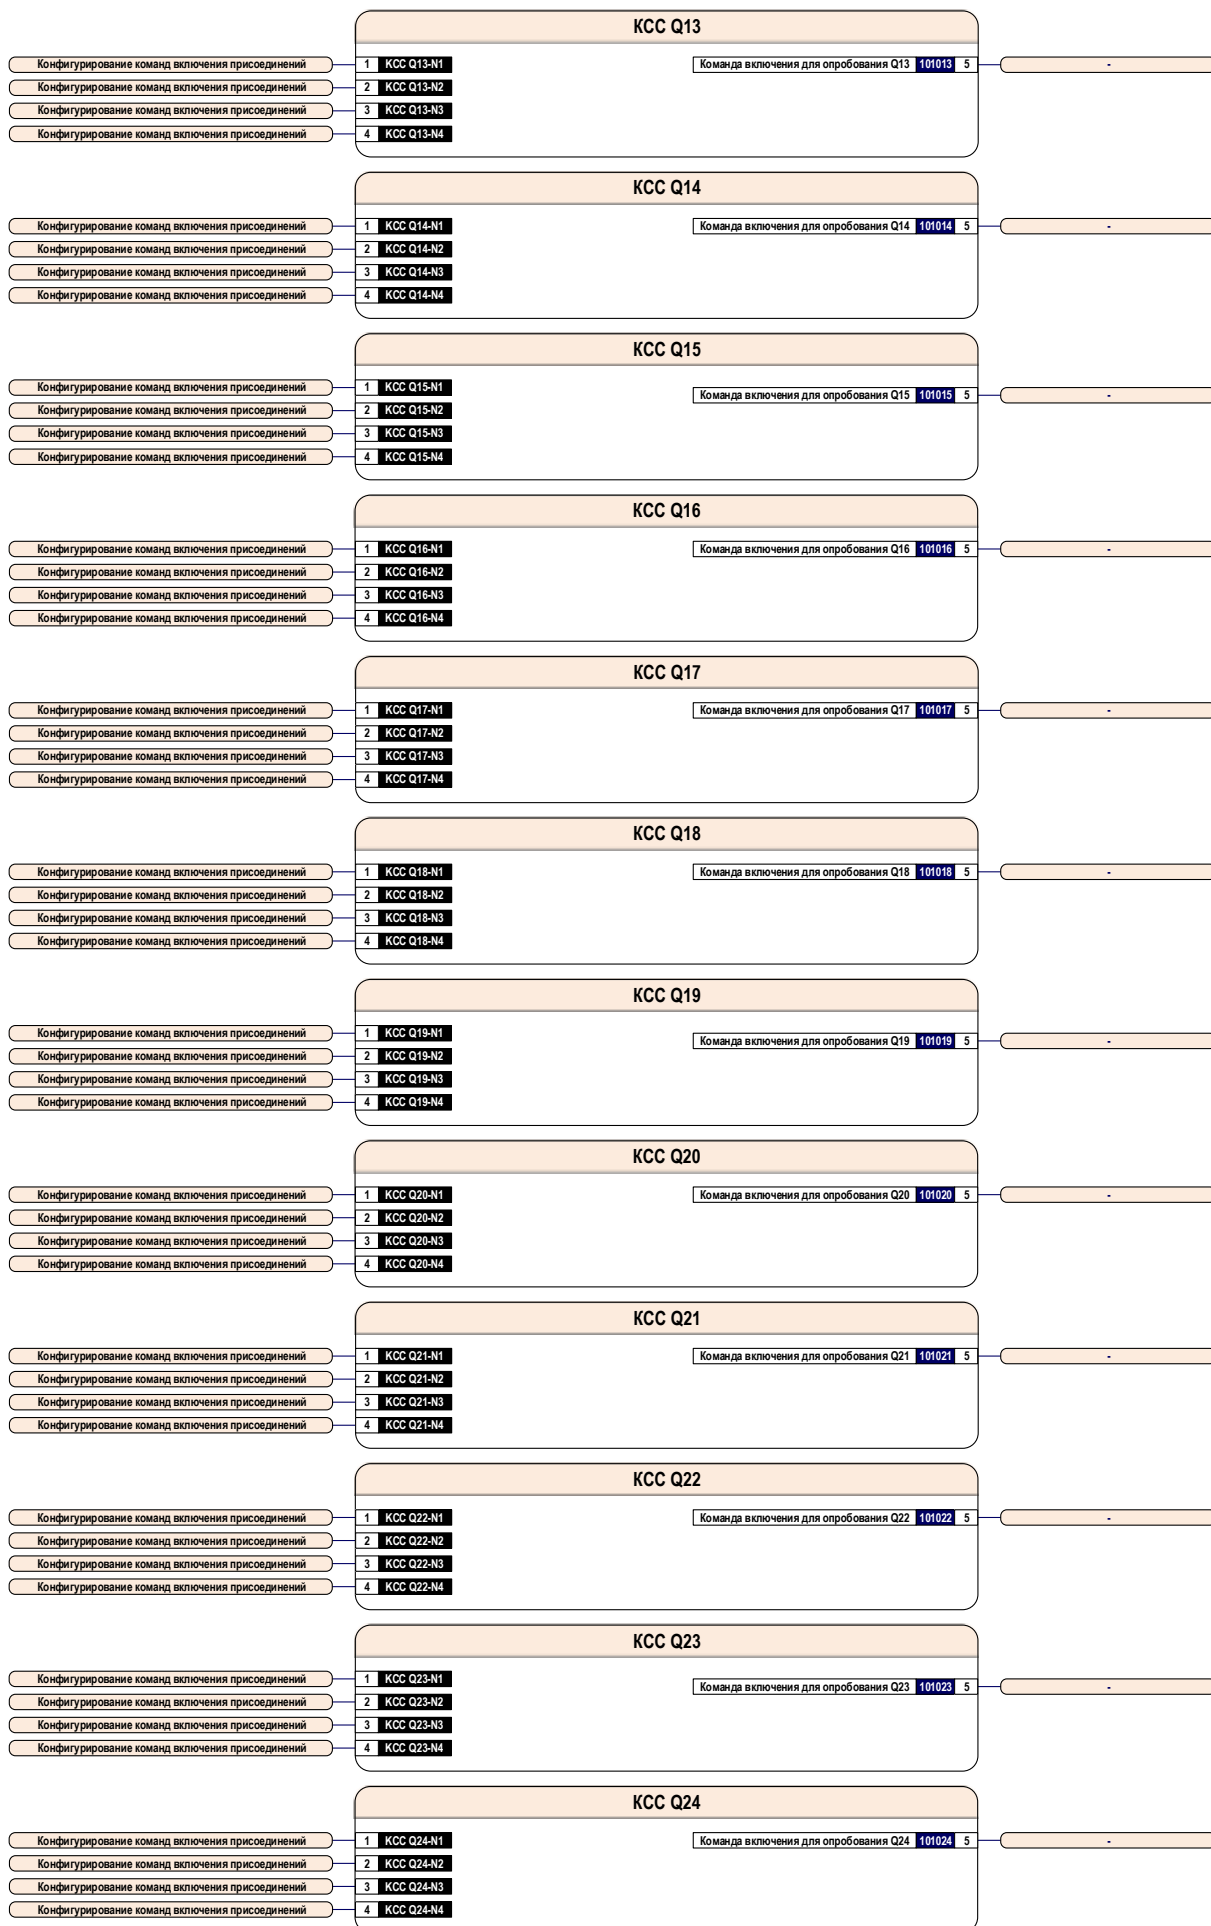 КСС Q13
Конфигурирование команд включения присоединений 1 КСС Q13-N1 Команда включения для опробования Q13 101013 5 -
Конфигурирование команд включения присоединений 2 КСС Q13-N2
Конфигурирование команд включения присоединений 3 КСС Q13-N3
Конфигурирование команд включения присоединений 4 КСС Q13-N4
КСС Q14
Конфигурирование команд включения присоединений 1 КСС Q14-N1 Команда включения для опробования Q14 101014 5 -
Конфигурирование команд включения присоединений 2 КСС Q14-N2
Конфигурирование команд включения присоединений 3 КСС Q14-N3
Конфигурирование команд включения присоединений 4 КСС Q14-N4
КСС Q15
Конфигурирование команд включения присоединений 1 КСС Q15-N1 Команда включения для опробования Q15 101015 5 -
Конфигурирование команд включения присоединений 2 КСС Q15-N2
Конфигурирование команд включения присоединений 3 КСС Q15-N3
Конфигурирование команд включения присоединений 4 КСС Q15-N4
КСС Q16
Конфигурирование команд включения присоединений 1 КСС Q16-N1 Команда включения для опробования Q16 101016 5 -
Конфигурирование команд включения присоединений 2 КСС Q16-N2
Конфигурирование команд включения присоединений 3 КСС Q16-N3
Конфигурирование команд включения присоединений 4 КСС Q16-N4
КСС Q17
Конфигурирование команд включения присоединений 1 КСС Q17-N1 Команда включения для опробования Q17 101017 5 -
Конфигурирование команд включения присоединений 2 КСС Q17-N2
Конфигурирование команд включения присоединений 3 КСС Q17-N3
Конфигурирование команд включения присоединений 4 КСС Q17-N4
КСС Q18
Конфигурирование команд включения присоединений 1 КСС Q18-N1 Команда включения для опробования Q18 101018 5 -
Конфигурирование команд включения присоединений 2 КСС Q18-N2
Конфигурирование команд включения присоединений 3 КСС Q18-N3
Конфигурирование команд включения присоединений 4 КСС Q18-N4
КСС Q19
Конфигурирование команд включения присоединений 1 КСС Q19-N1 Команда включения для опробования Q19 101019 5 -
Конфигурирование команд включения присоединений 2 КСС Q19-N2
Конфигурирование команд включения присоединений 3 КСС Q19-N3
Конфигурирование команд включения присоединений 4 КСС Q19-N4
КСС Q20
Конфигурирование команд включения присоединений 1 КСС Q20-N1 Команда включения для опробования Q20 101020 5 -
Конфигурирование команд включения присоединений 2 КСС Q20-N2
Конфигурирование команд включения присоединений 3 КСС Q20-N3
Конфигурирование команд включения присоединений 4 КСС Q20-N4
КСС Q21
Конфигурирование команд включения присоединений 1 КСС Q21-N1 Команда включения для опробования Q21 101021 5 -
Конфигурирование команд включения присоединений 2 КСС Q21-N2
Конфигурирование команд включения присоединений 3 КСС Q21-N3
Конфигурирование команд включения присоединений 4 КСС Q21-N4
КСС Q22
Конфигурирование команд включения присоединений 1 КСС Q22-N1 Команда включения для опробования Q22 101022 5 -
Конфигурирование команд включения присоединений 2 КСС Q22-N2
Конфигурирование команд включения присоединений 3 КСС Q22-N3
Конфигурирование команд включения присоединений 4 КСС Q22-N4
КСС Q23
Конфигурирование команд включения присоединений 1 КСС Q23-N1 Команда включения для опробования Q23 101023 5 -
Конфигурирование команд включения присоединений 2 КСС Q23-N2
Конфигурирование команд включения присоединений 3 КСС Q23-N3
Конфигурирование команд включения присоединений 4 КСС Q23-N4
КСС Q24
Конфигурирование команд включения присоединений 1 КСС Q24-N1 Команда включения для опробования Q24 101024 5 -
Конфигурирование команд включения присоединений 2 КСС Q24-N2
Конфигурирование команд включения присоединений 3 КСС Q24-N3
Конфигурирование команд включения присоединений 4 КСС Q24-N4